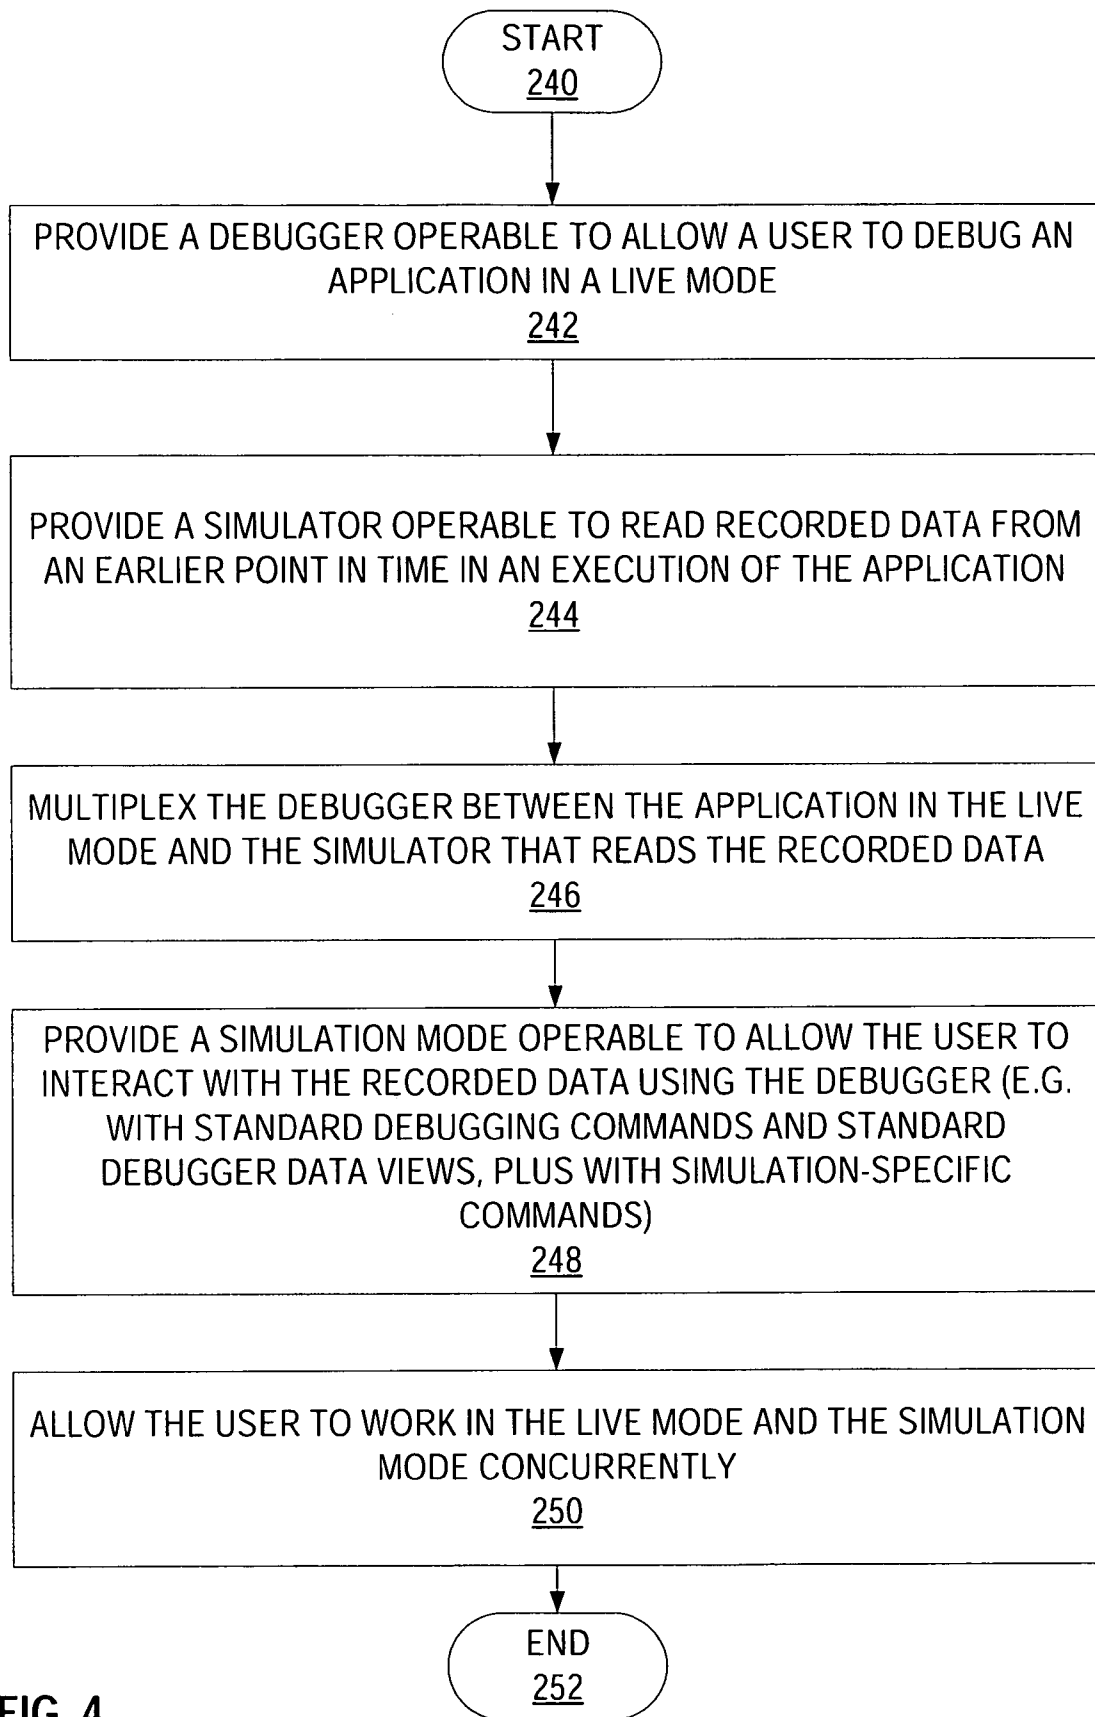 START
240
PROVIDE A DEBUGGER OPERABLE TO ALLOW A USER TO DEBUG AN
APPLICATION IN A LIVE MODE
242
PROVIDE A SIMULATOR OPERABLE TO READ RECORDED DATA FROM
AN EARLIER POINT IN TIME IN AN EXECUTION OF THE APPLICATION
244
MULTIPLEX THE DEBUGGER BETWEEN THE APPLICATION IN THE LIVE
MODE AND THE SIMULATOR THAT READS THE RECORDED DATA
246
PROVIDE A SIMULATION MODE OPERABLE TO ALLOW THE USER TO
INTERACT WITH THE RECORDED DATA USING THE DEBUGGER (E.G.
WITH STANDARD DEBUGGING COMMANDS AND STANDARD
DEBUGGER DATA VIEWS, PLUS WITH SIMULATION-SPECIFIC
COMMANDS)
248
ALLOW THE USER TO WORK IN THE LIVE MODE AND THE SIMULATION
MODE CONCURRENTLY
250
END
252
FIG. 4